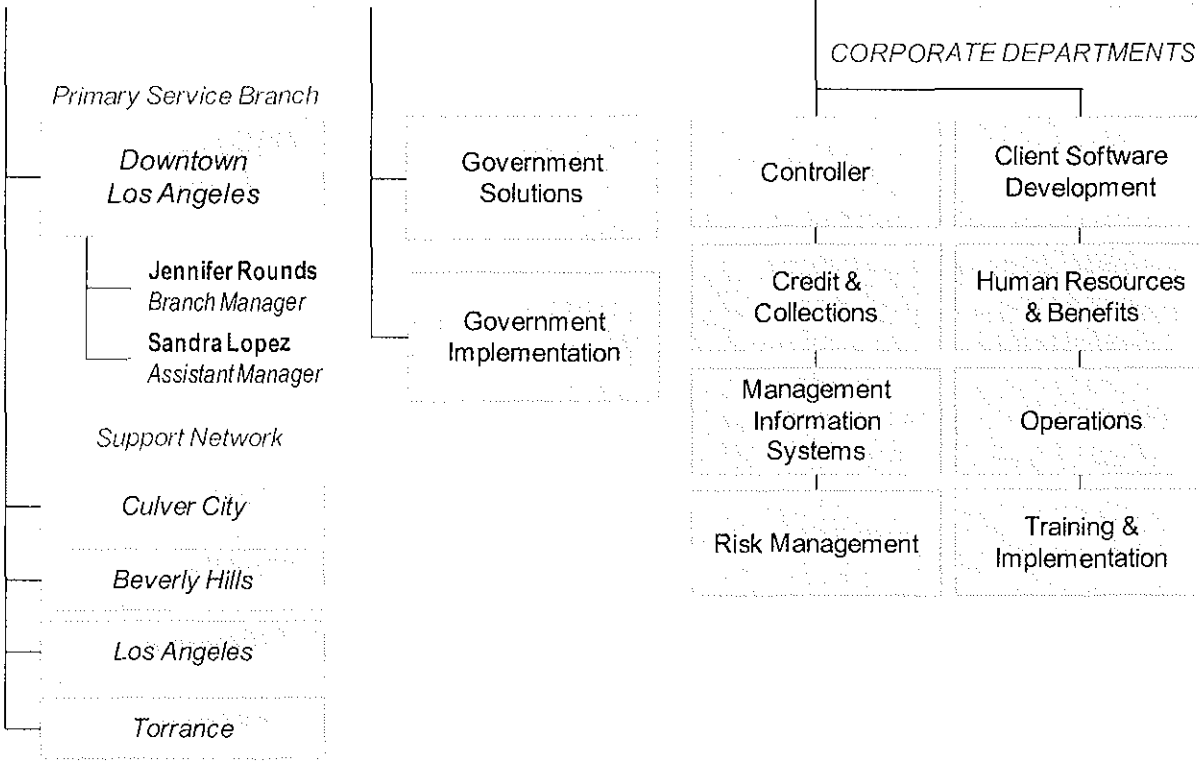 CORPORATE DEPARTMENTS
Primary Service Branch
Downtown
Los Angeles
Jennifer Rounds
Branch Manager
Sandra Lopez
Assistant Manager
Support Network
Culver City
Beverly Hills
Los Angeles
Torrance
Government
Solutions
Government
Implementation
Controller
Credit &
Collections
Management
Information
Systems
Risk Management
Client Software
Development
Human Resources
& Benefits
Operations
Training &
Implementation